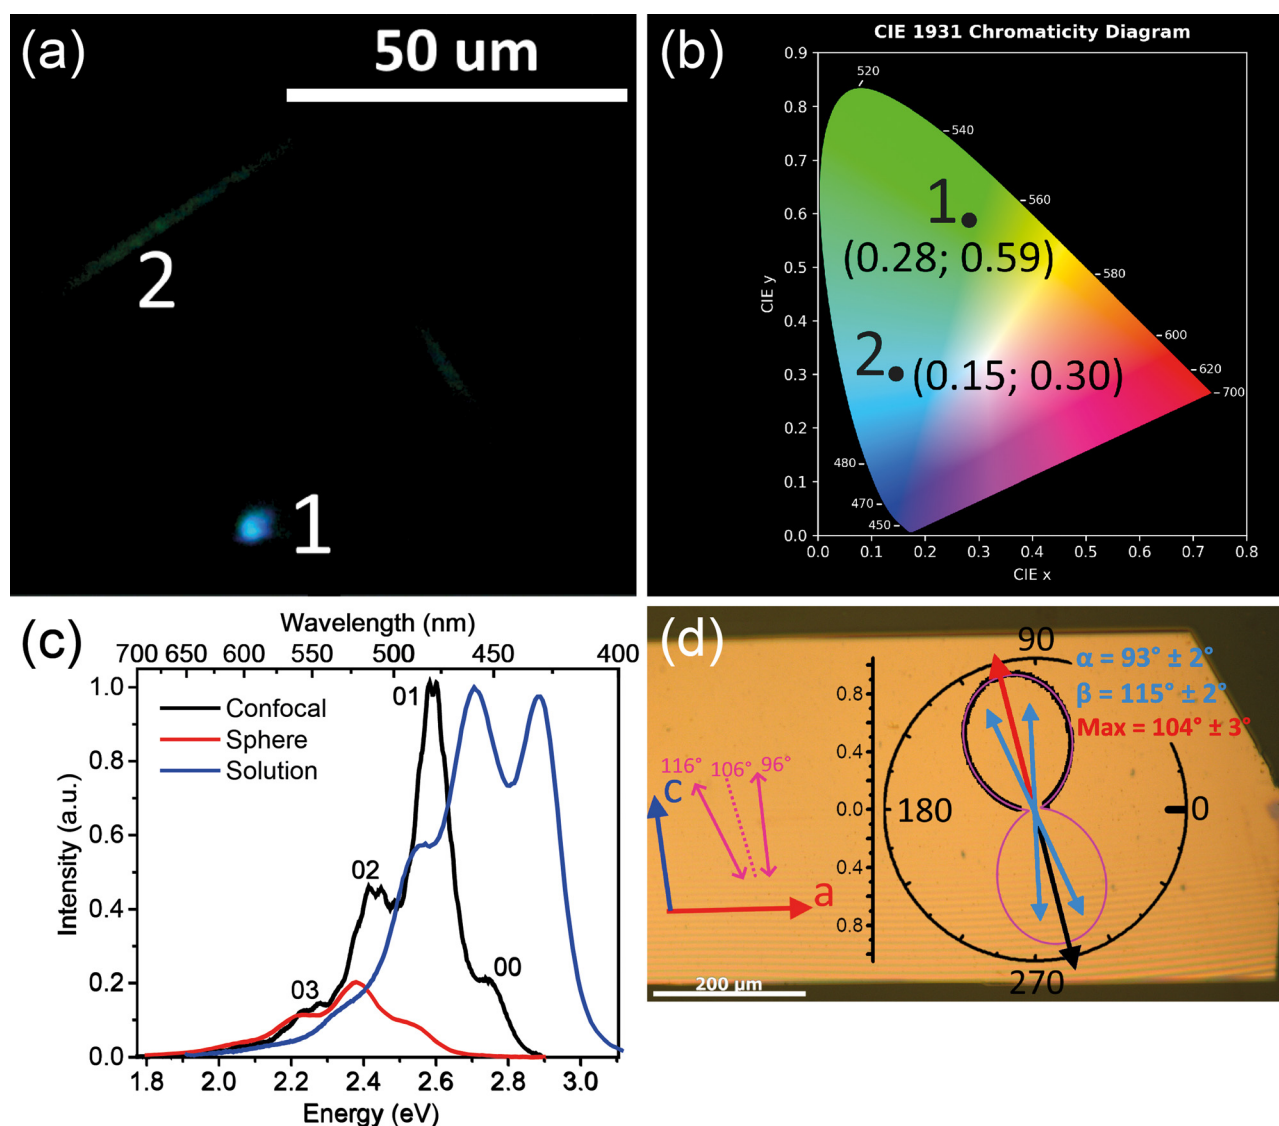 (a)
50 um
2
1
(b)
CIE 1931 Chromaticity Diagram
0.9
0.8
0.7
0.6
0.5
0.4
0.3
0.2
0.1
0.0
CIE y
0.0 0.1 0.2 0.3 0.4 0.5 0.6 0.7 0.8
CIE x
520
540
560
580
600
620
700
480
470
450
1
(0.28; 0.59)
2
(0.15; 0.30)
(c)
Wavelength (nm)
700 650 600 550 500 450 400
1.0
0.8
0.6
0.4
0.2
0.0
Intensity (a.u.)
Confocal
Sphere
Solution
01
02
03
00
1.8 2.0 2.2 2.4 2.6 2.8 3.0
Energy (eV)
(d)
90
α = 93° ± 2°
β = 115° ± 2°
Max = 104° ± 3°
0.8
0.4
0.0
0.4
0.8
180
0
270
116° 106° 96°
c
a
200 µm